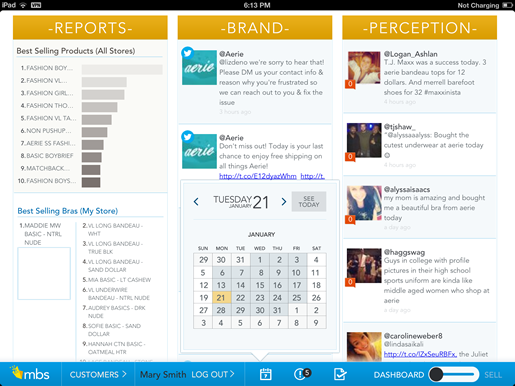 iPad VPN 6:13 PM Not Charging
-REPORTS-
Best Selling Products (All Stores)
1. FASHION BOY...
2. FASHION VL...
3. FASHION GIRL...
4. FASHION THO...
5. FASHION VL TA...
6. NON PUSHUP...
7. AERIE SS FASHI...
8. BASIC BOYBRIEF
9. MATCHBACK...
10. FASHION BOYS...
Best Selling Bras (My Store)
1. MADDIE MW
BASIC - NTRL
NUDE
2. VL LONG BANDEAU -
WHT
3. VL LONG BANDEAU -
TRUE BLK
4. VL LONG BANDEAU -
SAND DOLLAR
5. MIA BASIC - LT CASHEW
6. VL UNDERWIRE
BANDEAU - NTRL NUDE
7. AUDREY BASIC - DRK
NUDE
8. SOFIE BASIC - SAND
DOLLAR
9. HANNAH CTN BASIC -
OATMEAL HTR
-BRAND-
aerie
@Aerie
@lizdeno we're sorry to hear that!
Please DM us your contact info &
reason why you're frustrated so
we can reach out to you & fix the
issue
3 hours ago
aerie
@Aerie
Don't miss out! Today is your last
chance to enjoy free shipping on
all things Aerie!
http://t.co/E12dyazWhm http://t.
TUESDAY
JANUARY
21
SEE
TODAY
JANUARY
SUN MON TUE WED THU FRI SAT
29 30 31 1 2 3 4
5 6 7 8 9 10 11
12 13 14 15 16 17 18
19 20 21 22 23 24 25
26 27 28 29 30 31 1
2 3 4 5 6 7 8
-PERCEPTION-
0
@Logan_Ashlan
T.J. Maxx was a success today. 3
aerie bandeau tops for 12
dollars. And merrell barefoot
shoes for 32 #maxxinista
4 hours ago
0
@tjshaw_
"@alyssaaalyss: Bought the
cutest underwear at aerie today
4 hours ago
0
@alyssaisaacs
my mom is amazing and bought
me a beautiful bra from aerie
today
a day ago
0
@haggswag
Guys in college with profile
pictures in their high school
sports uniform are kinda like
middle aged women who shop at
aerie
a day ago
@carolineweber8
@lindasaikali
http://t.co/lZxSeuRBFx, the Juliet
mbs CUSTOMERS Mary Smith LOG OUT 5 DASHBOARD SELL